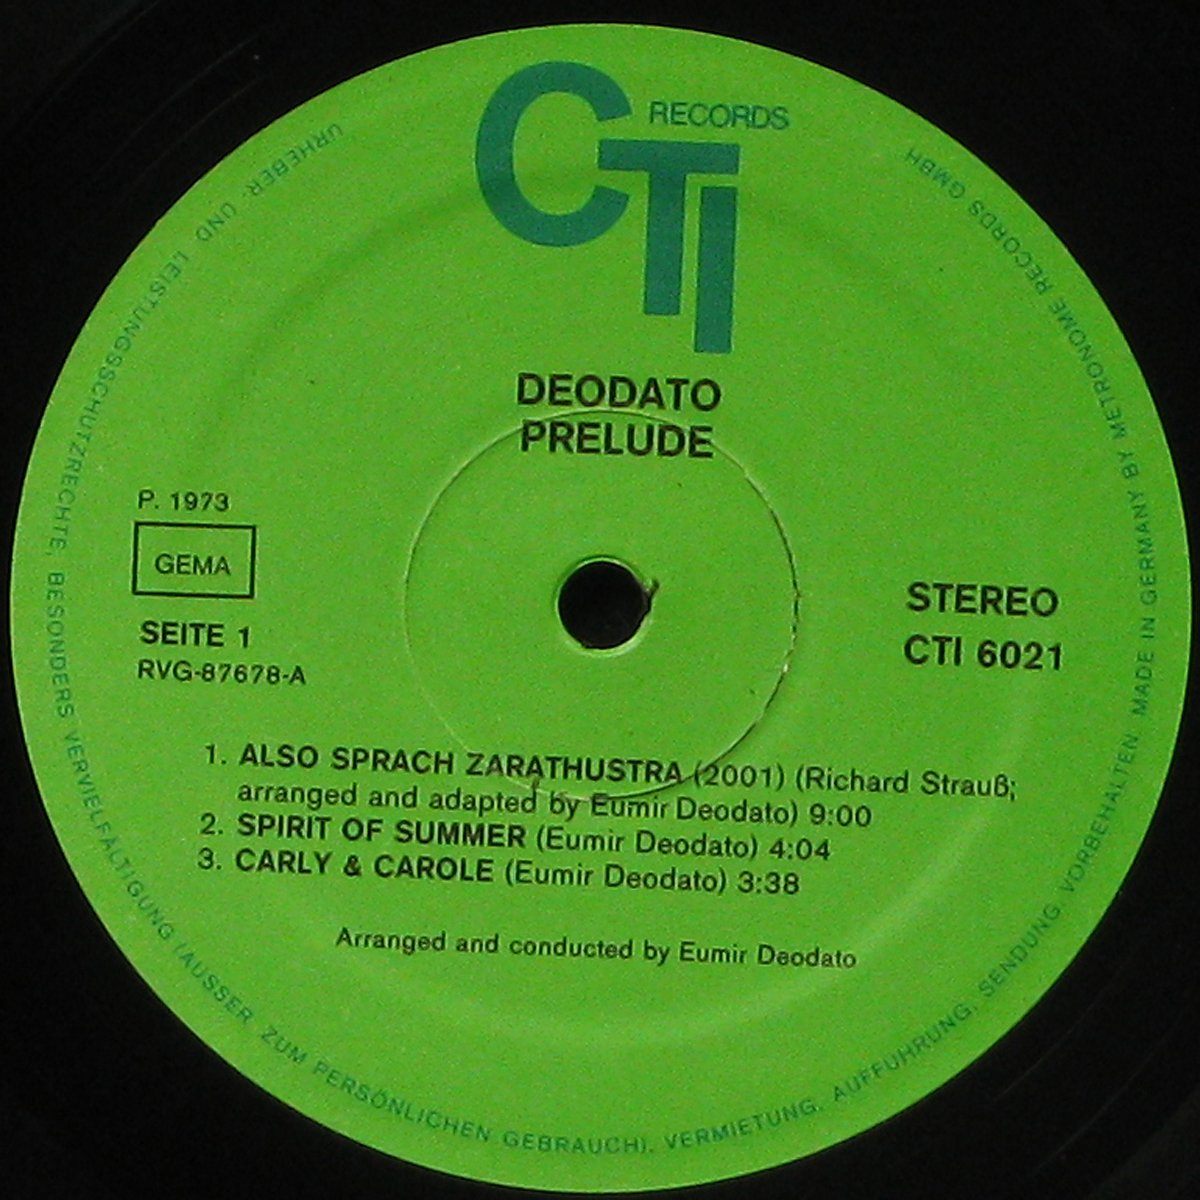 CTI
RECORDS
DEODATO
PRELUDE
P. 1973
GEMA
SEITE 1
RVG-87678-A
STEREO
CTI 6021
1. ALSO SPRACH ZARATHUSTRA (2001) (Richard Strauß;
arranged and adapted by Eumir Deodato) 9:00
2. SPIRIT OF SUMMER (Eumir Deodato) 4:04
3. CARLY & CAROLE (Eumir Deodato) 3:38
Arranged and conducted by Eumir Deodato
URHEBER- UND LEISTUNGSSCHUTZRECHTE, BESONDERS VERVIELFÄLTIGUNG (AUSSER ZUM PERSÖNLICHEN GEBRAUCH), VERMIETUNG, AUFFÜHRUNG, SENDUNG, VORBEHALTEN. MADE IN GERMANY BY METRONOME RECORDS GMBH